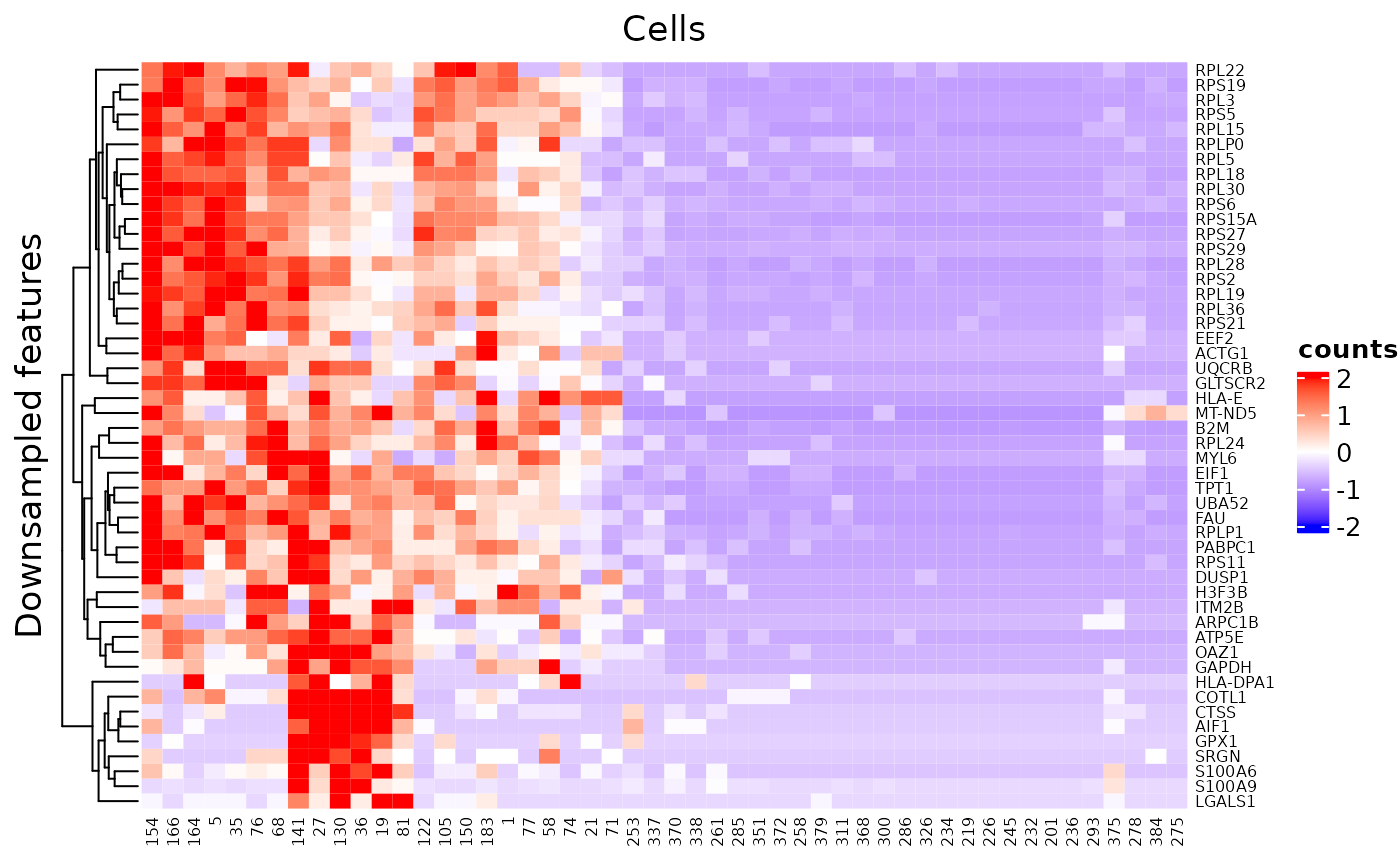 Cells
Downsampled features
RPL22
RPS19
RPL3
RPS5
RPL15
RPLP0
RPL5
RPL18
RPL30
RPS6
RPS15A
RPS27
RPS29
RPL28
RPS2
RPL19
RPL36
RPS21
EEF2
ACTG1
UQCRB
GLTSCR2
HLA-E
MT-ND5
B2M
RPL24
MYL6
EIF1
TPT1
UBA52
FAU
RPLP1
PABPC1
RPS11
DUSP1
H3F3B
ITM2B
ARPC1B
ATP5E
OAZ1
GAPDH
HLA-DPA1
COTL1
CTSS
AIF1
GPX1
SRGN
S100A6
S100A9
LGALS1
154 166 164 5 35 76 68 141 27 130 36 19 81 122 105 150 183 1 77 58 74 21 71 253 337 370 338 261 285 351 372 258 379 311 368 300 286 326 234 219 226 245 232 201 236 293 375 278 384 275
counts
2
1
0
-1
-2